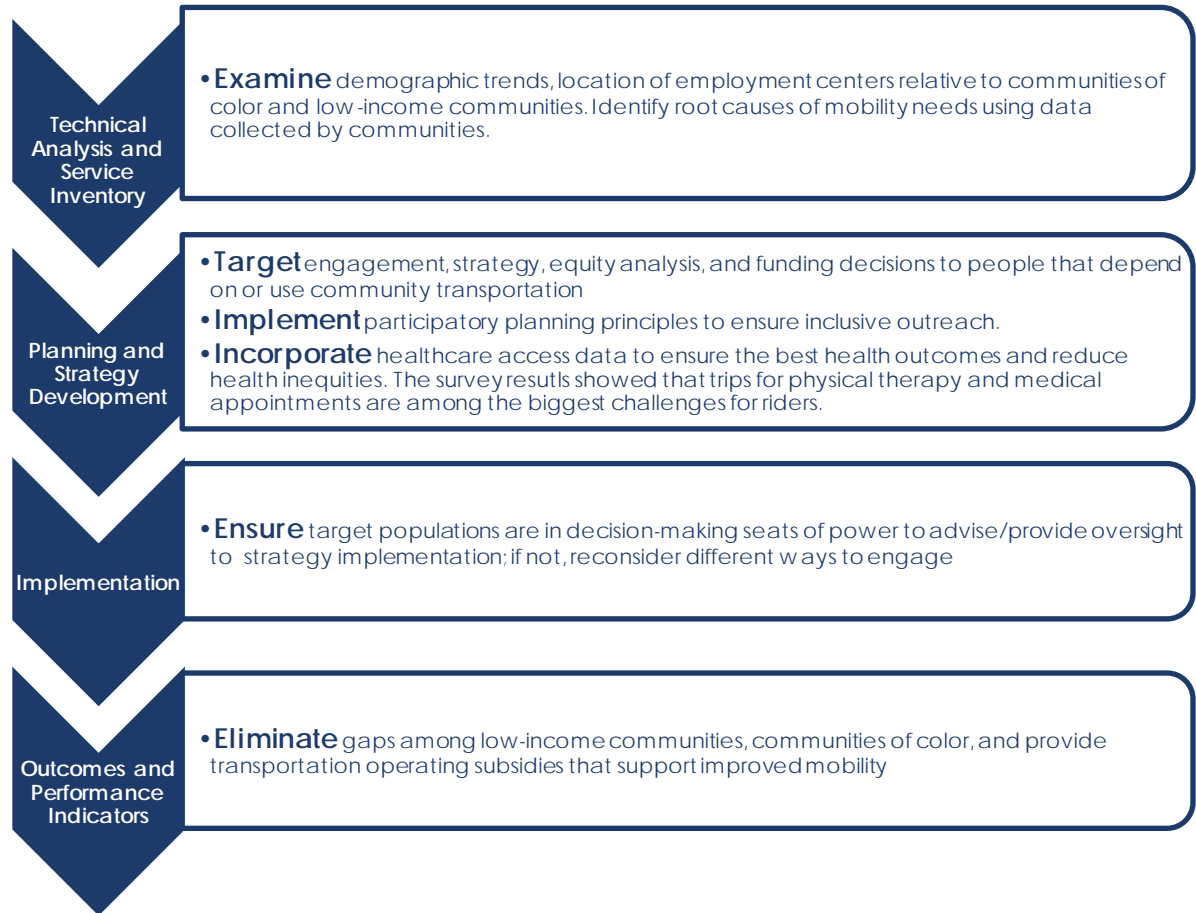 Technical
Analysis and
Service
Inventory
• Examine demographic trends, location of employment centers relative to communities of
color and low-income communities. Identify root causes of mobility needs using data
collected by communities.
Planning and
Strategy
Development
• Target engagement, strategy, equity analysis, and funding decisions to people that depend
on or use community transportation
• Implement participatory planning principles to ensure inclusive outreach.
• Incorporate healthcare access data to ensure the best health outcomes and reduce
health inequities. The survey resutls showed that trips for physical therapy and medical
appointments are among the biggest challenges for riders.
Implementation
• Ensure target populations are in decision-making seats of power to advise/provide oversight
to strategy implementation; if not, reconsider different ways to engage
Outcomes and
Performance
Indicators
• Eliminate gaps among low-income communities, communities of color, and provide
transportation operating subsidies that support improved mobility